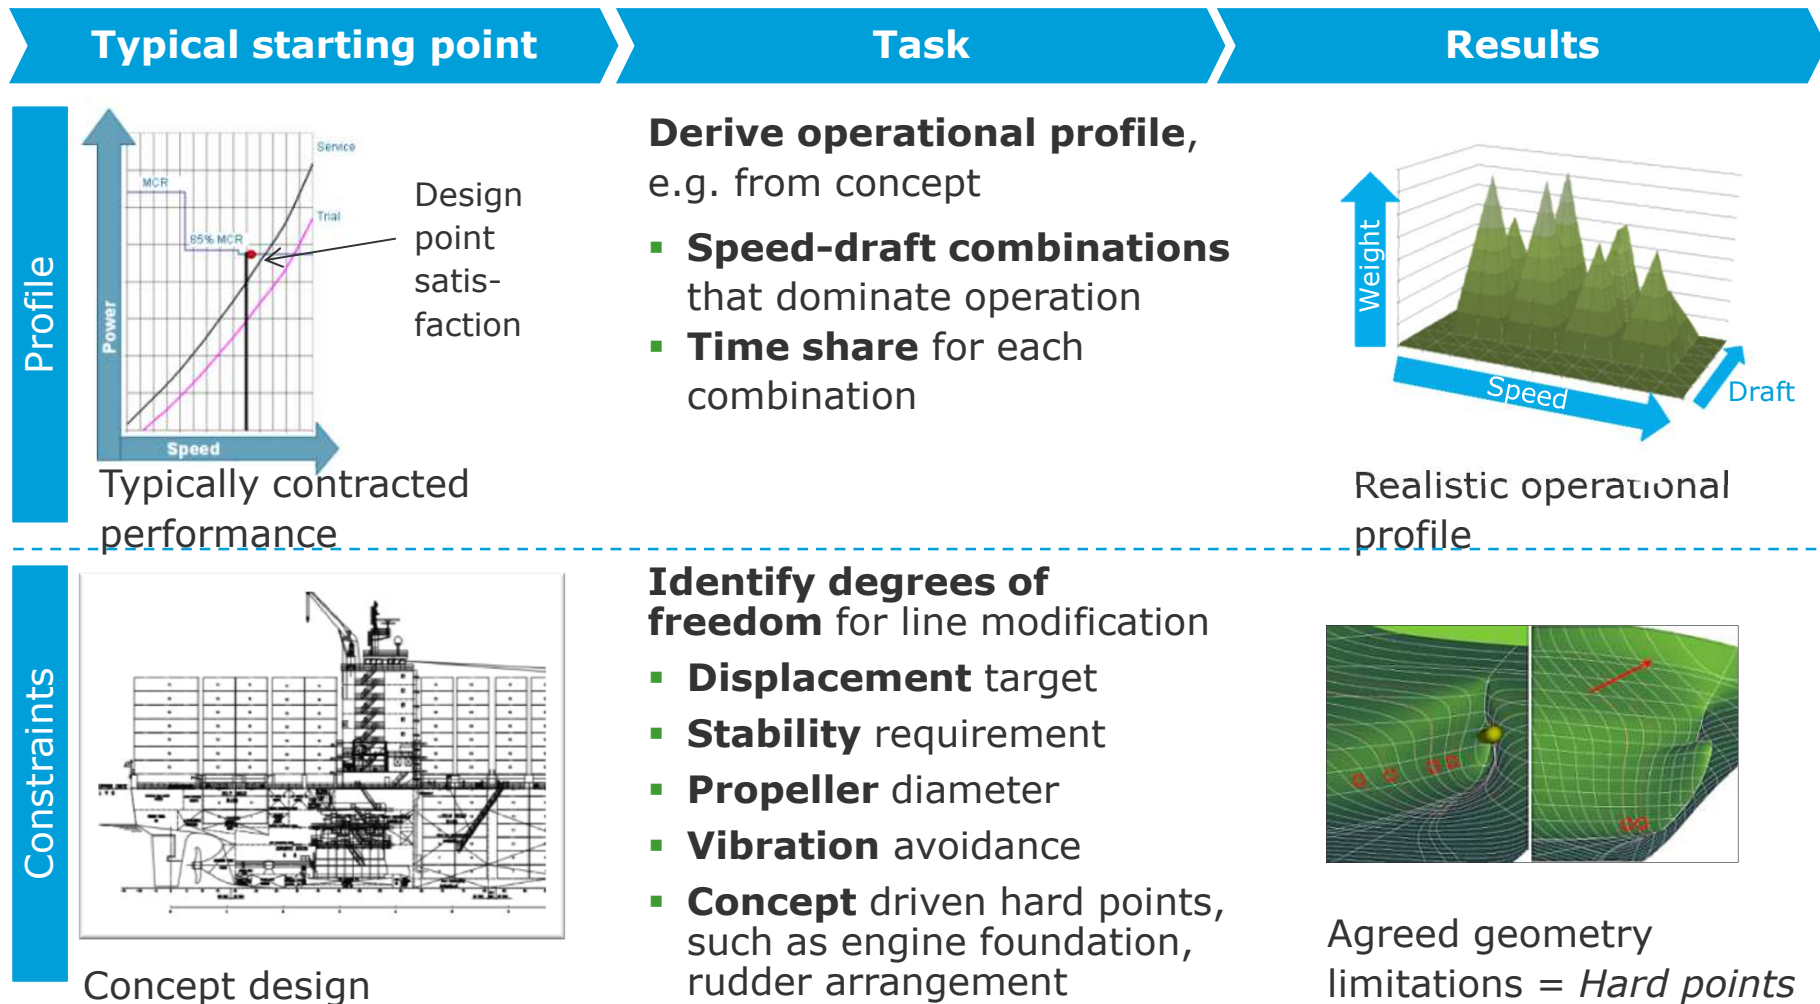 Typical starting point
Task
Results
Profile
Power
Speed
MCR
85% MCR
Service
Trial
Design
point
satis-
faction
Typically contracted
performance
Derive operational profile,
e.g. from concept
▪ Speed-draft combinations
that dominate operation
▪ Time share for each
combination
Weight
Speed
Draft
Realistic operational
profile
Constraints
Concept design
Identify degrees of
freedom for line modification
▪ Displacement target
▪ Stability requirement
▪ Propeller diameter
▪ Vibration avoidance
▪ Concept driven hard points,
such as engine foundation,
rudder arrangement
Agreed geometry
limitations = Hard points